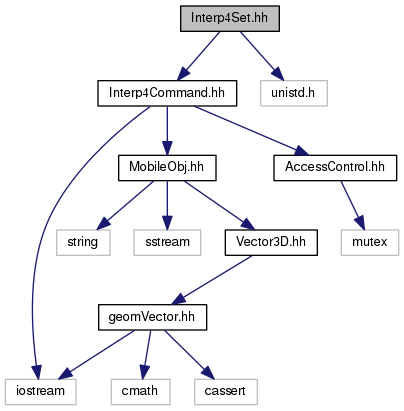 Interp4Set.hh
Interp4Command.hh
unistd.h
MobileObj.hh
AccessControl.hh
string
sstream
Vector3D.hh
mutex
geomVector.hh
iostream
cmath
cassert